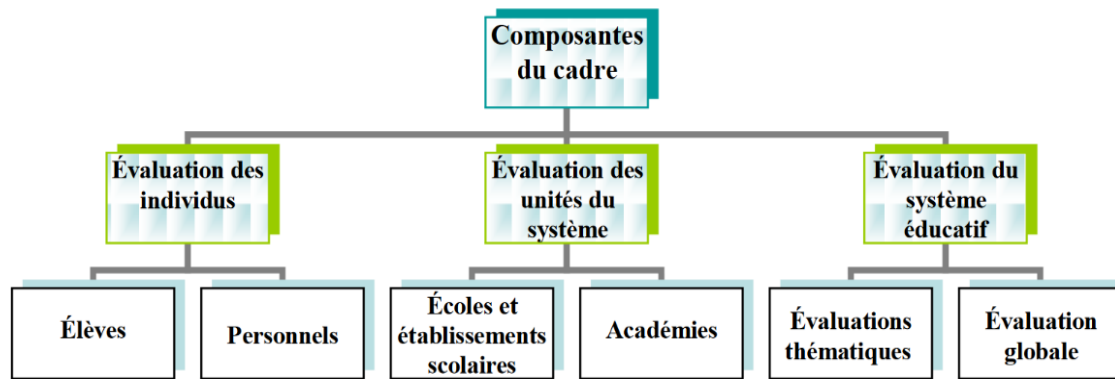 Composantes
du cadre
Évaluation des
individus
Évaluation des
unités du
système
Évaluation du
système
éducatif
Élèves
Personnels
Écoles et
établissements
scolaires
Académies
Évaluations
thématiques
Évaluation
globale